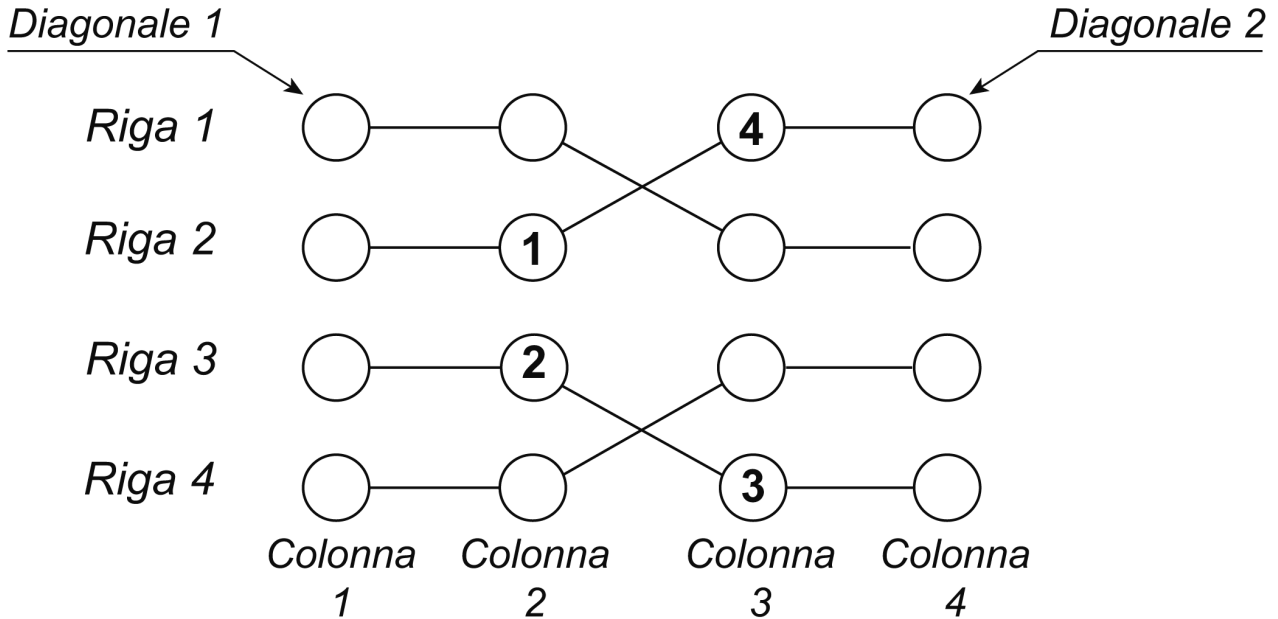 Diagonale 1
Diagonale 2
Riga 1
4
Riga 2
1
Riga 3
2
Riga 4
3
Colonna 1
Colonna 2
Colonna 3
Colonna 4